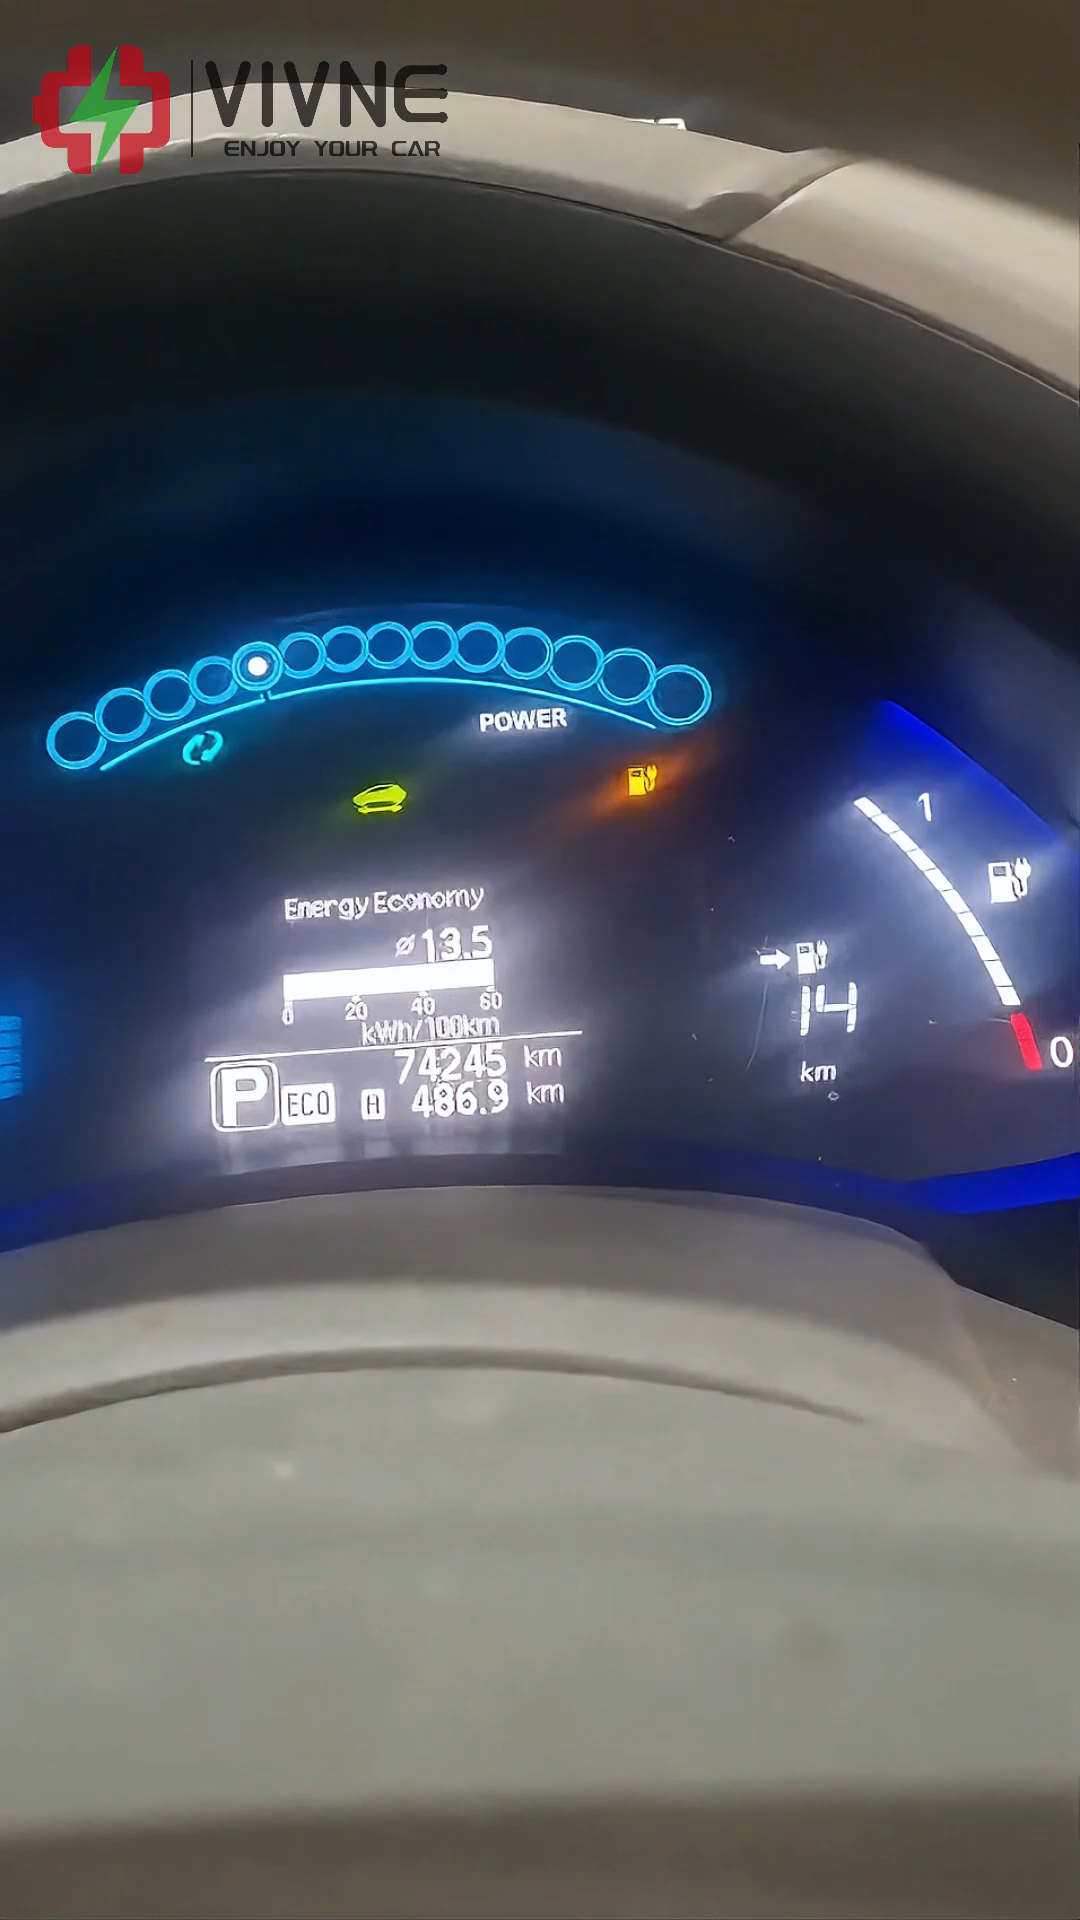 VIVNE
ENJOY YOUR CAR
POWER
1
Energy Economy
ø13.5
0 20 40 60
kWh/100km
14
km
0
74245 km
P ECO A 486.9 km